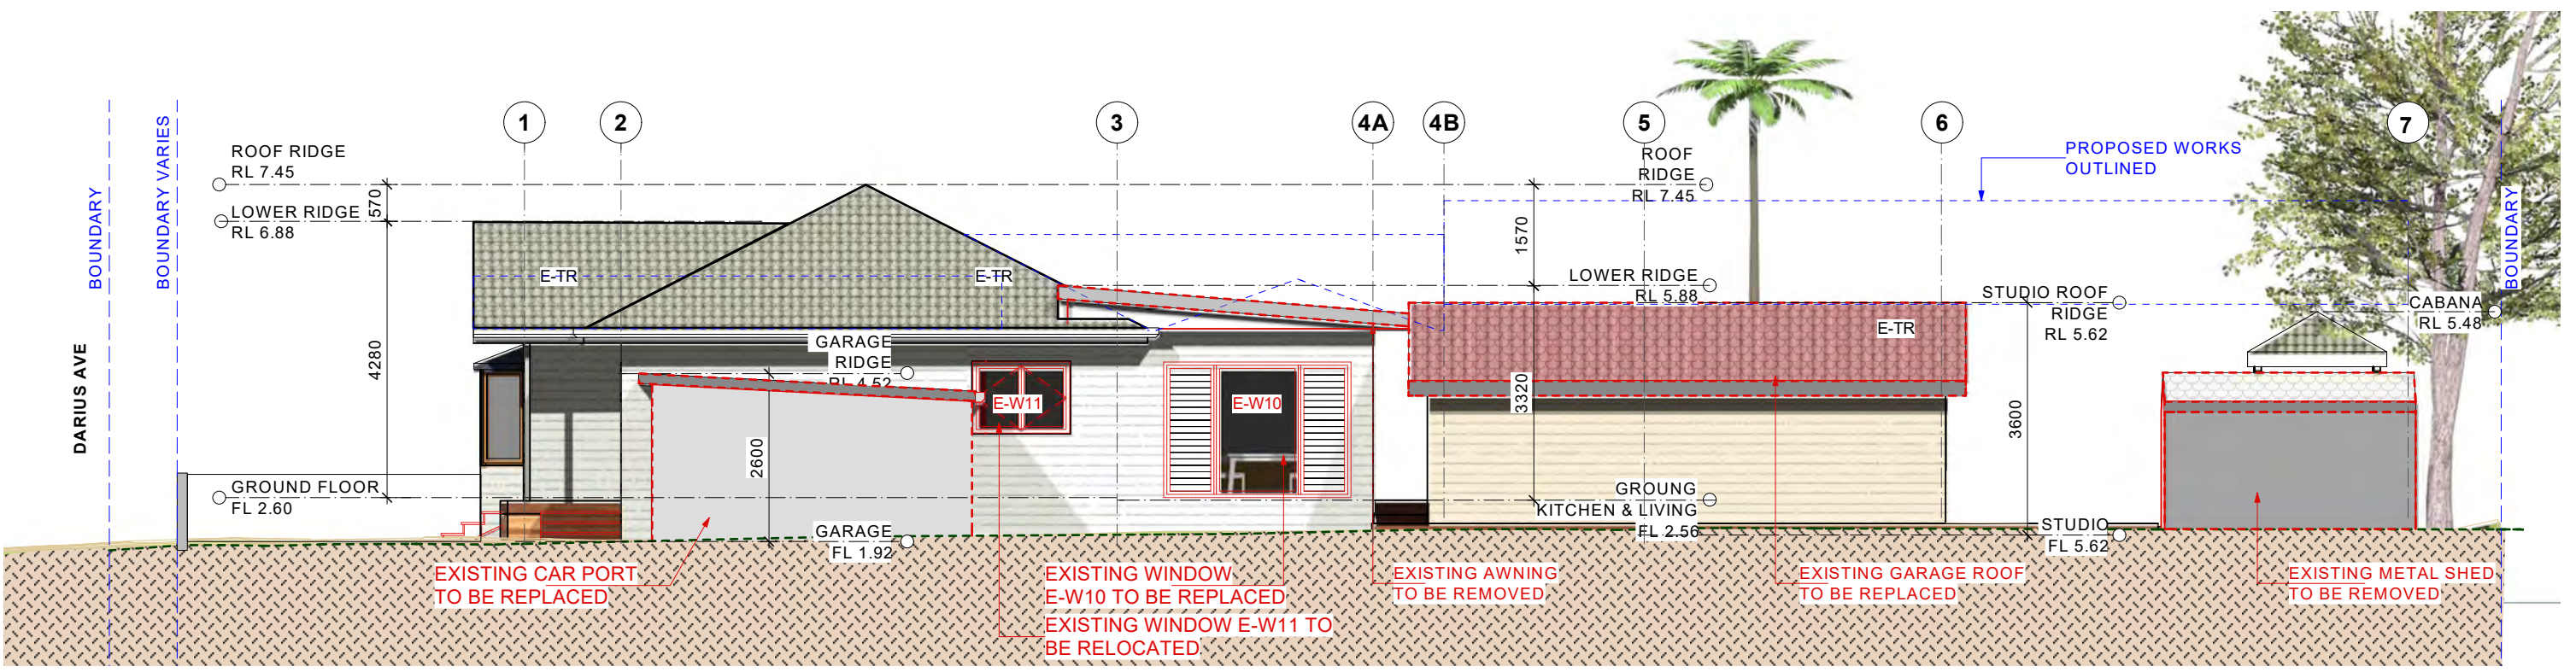 1
2
3
4A
4B
5
6
7
BOUNDARY
BOUNDARY VARIES
DARIUS AVE
ROOF RIDGE
RL 7.45
570
LOWER RIDGE
RL 6.88
4280
GROUND FLOOR
FL 2.60
E-TR
E-TR
GARAGE
RIDGE
RL 4.52
2600
GARAGE
FL 1.92
E-W11
E-W10
ROOF
RIDGE
RL 7.45
1570
LOWER RIDGE
RL 5.88
3320
GROUNG
KITCHEN & LIVING
FL 2.56
E-TR
PROPOSED WORKS
OUTLINED
STUDIO ROOF
RIDGE
RL 5.62
3600
STUDIO
FL 5.62
CABANA
RL 5.48
BOUNDARY
EXISTING CAR PORT
TO BE REPLACED
EXISTING WINDOW
E-W10 TO BE REPLACED
EXISTING WINDOW E-W11 TO
BE RELOCATED
EXISTING AWNING
TO BE REMOVED
EXISTING GARAGE ROOF
TO BE REPLACED
EXISTING METAL SHED
TO BE REMOVED